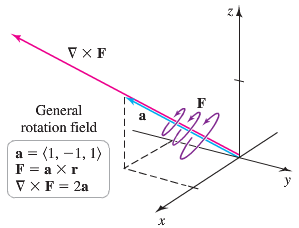 z
∇ × F
F
a
General
rotation field
a = ⟨1, −1, 1⟩
F = a × r
∇ × F = 2a
y
x